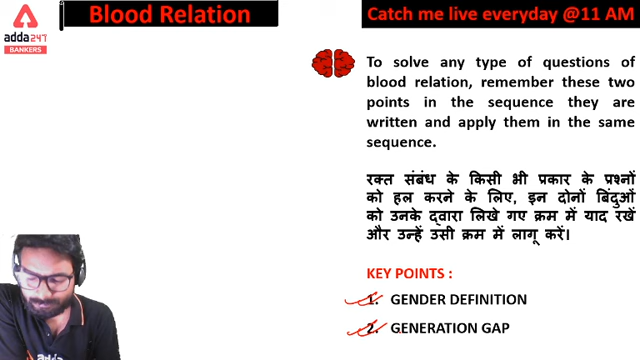 Blood Relation
Catch me live everyday @11 AM
adda247
BANKERS
To solve any type of questions of
blood relation, remember these two
points in the sequence they are
written and apply them in the same
sequence.
रक्त संबंध के किसी भी प्रकार के प्रश्नों
को हल करने के लिए, इन दोनों बिंदुओं
को उनके द्वारा लिखे गए क्रम में याद रखें
और उन्हें उसी क्रम में लागू करें।
KEY POINTS :
1. GENDER DEFINITION
2. GENERATION GAP